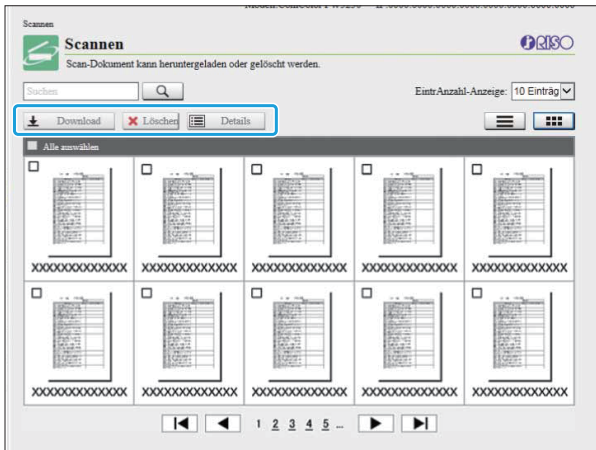 Scannen
Scannen
RISO
Scan-Dokument kann heruntergeladen oder gelöscht werden.
Suchen
EintrAnzahl-Anzeige: 10 Einträg
Download Löschen Details
Alle auswählen
XXXXXXXXXXXXX XXXXXXXXXXXXX XXXXXXXXXXXXX XXXXXXXXXXXXX XXXXXXXXXXXXX
XXXXXXXXXXXXX XXXXXXXXXXXXX XXXXXXXXXXXXX XXXXXXXXXXXXX XXXXXXXXXXXXX
1 2 3 4 5 ...